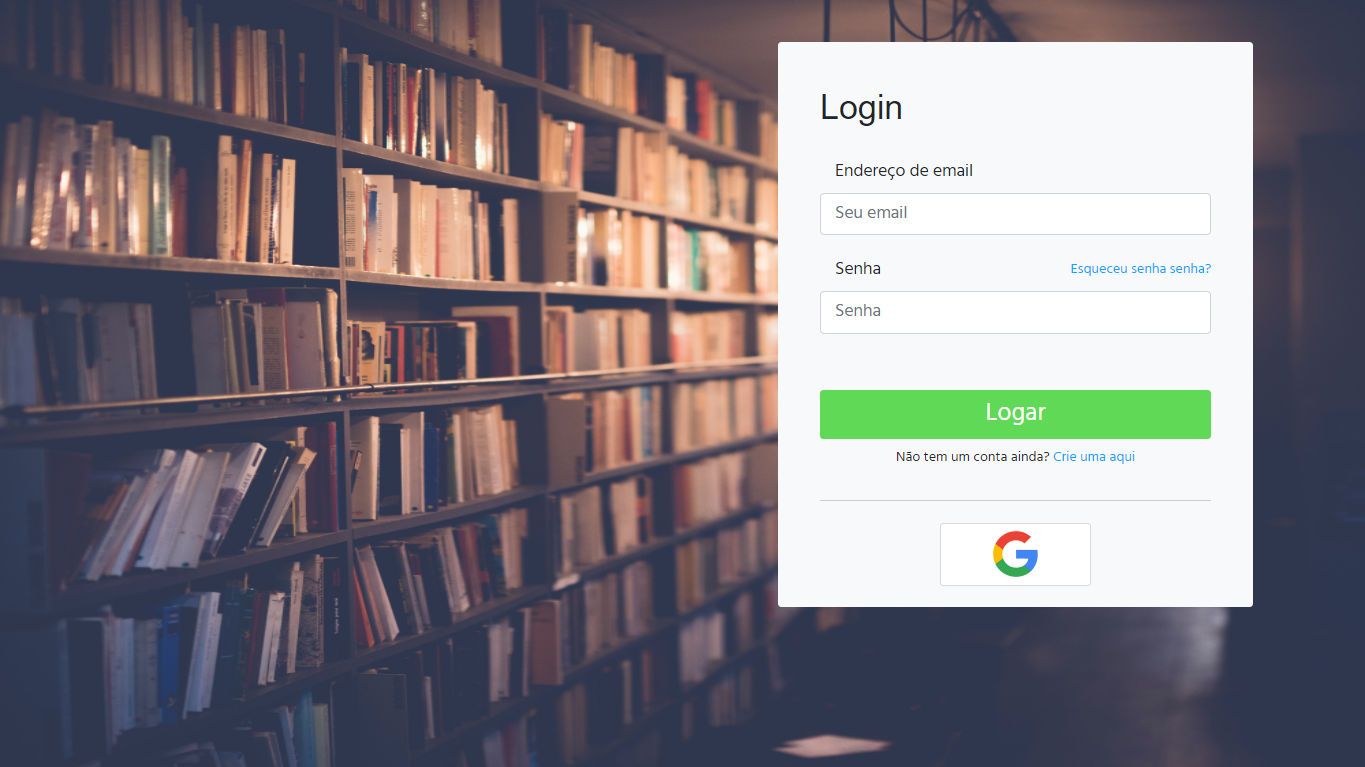 Login
Endereço de email
Seu email
Senha
Esqueceu senha senha?
Senha
Logar
Não tem um conta ainda? Crie uma aqui